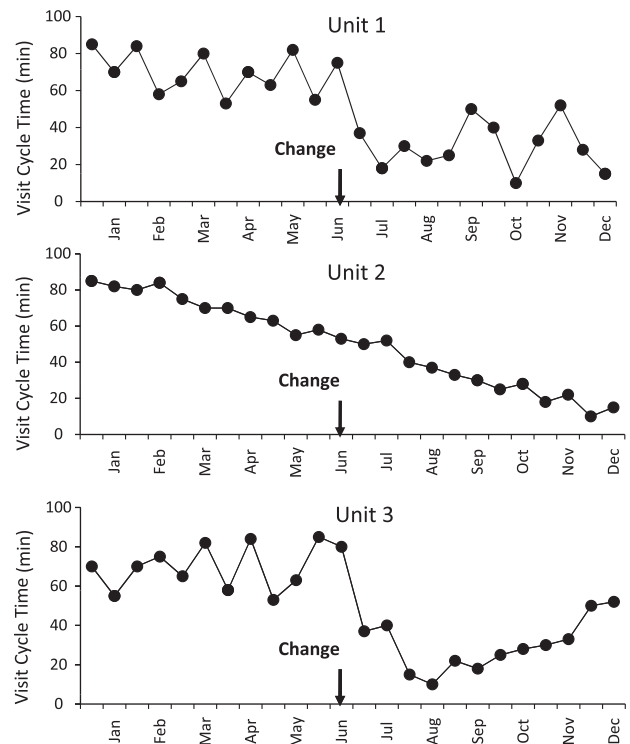 Unit 1
Visit Cycle Time (min)
100
80
60
40
20
0
Change
Jan Feb Mar Apr May Jun Jul Aug Sep Oct Nov Dec
Unit 2
Visit Cycle Time (min)
100
80
60
40
20
0
Change
Jan Feb Mar Apr May Jun Jul Aug Sep Oct Nov Dec
Unit 3
Visit Cycle Time (min)
100
80
60
40
20
0
Change
Jan Feb Mar Apr May Jun Jul Aug Sep Oct Nov Dec